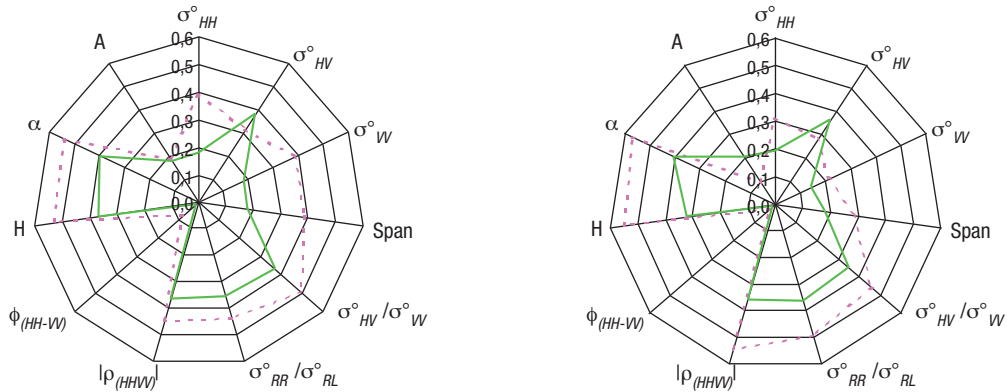 σ°HH
0,6
0,5
0,4
0,3
0,2
0,1
0,0
σ°HV
σ°VV
Span
σ°HV /σ°VV
σ°RR /σ°RL
|ρ(HHVV)|
ϕ(HH-VV)
H
α
A
σ°HH
0,6
0,5
0,4
0,3
0,2
0,1
0,0
σ°HV
σ°VV
Span
σ°HV /σ°VV
σ°RR /σ°RL
|ρ(HHVV)|
ϕ(HH-VV)
H
α
A